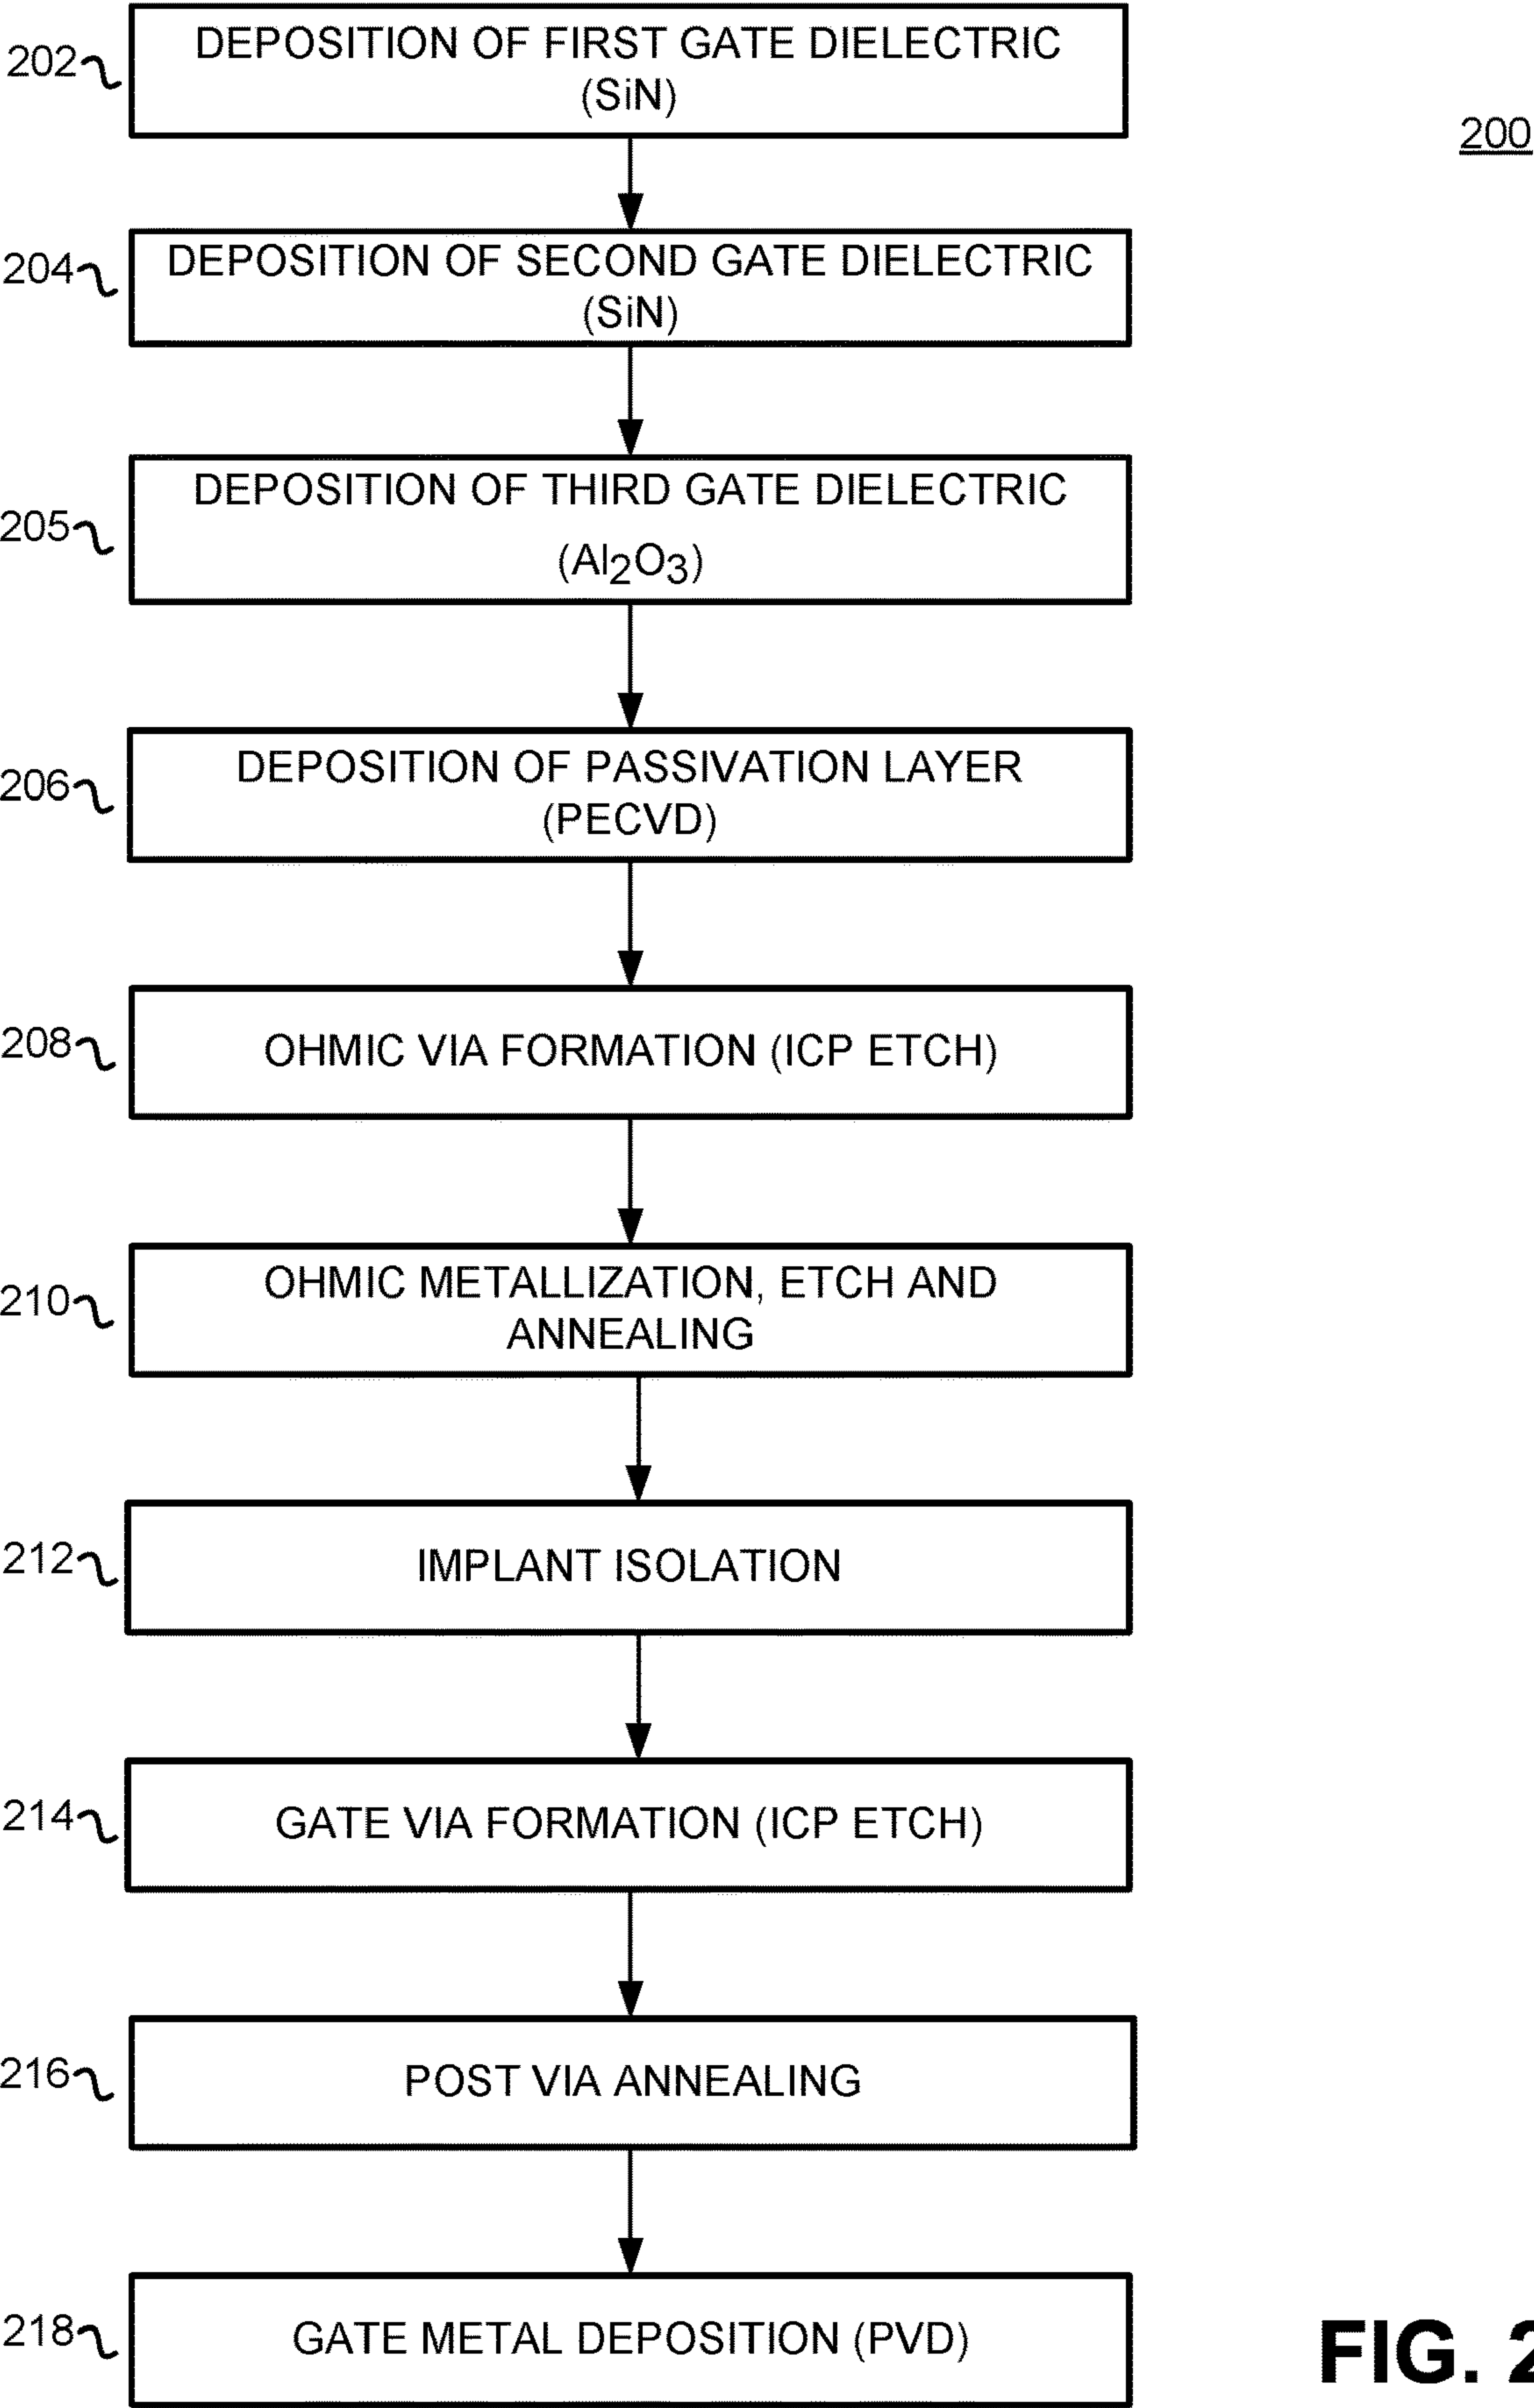 202
DEPOSITION OF FIRST GATE DIELECTRIC
(SiN)
200
204
DEPOSITION OF SECOND GATE DIELECTRIC
(SiN)
205
DEPOSITION OF THIRD GATE DIELECTRIC
(Al₂O₃)
206
DEPOSITION OF PASSIVATION LAYER
(PECVD)
208
OHMIC VIA FORMATION (ICP ETCH)
210
OHMIC METALLIZATION, ETCH AND
ANNEALING
212
IMPLANT ISOLATION
214
GATE VIA FORMATION (ICP ETCH)
216
POST VIA ANNEALING
218
GATE METAL DEPOSITION (PVD)
FIG. 2